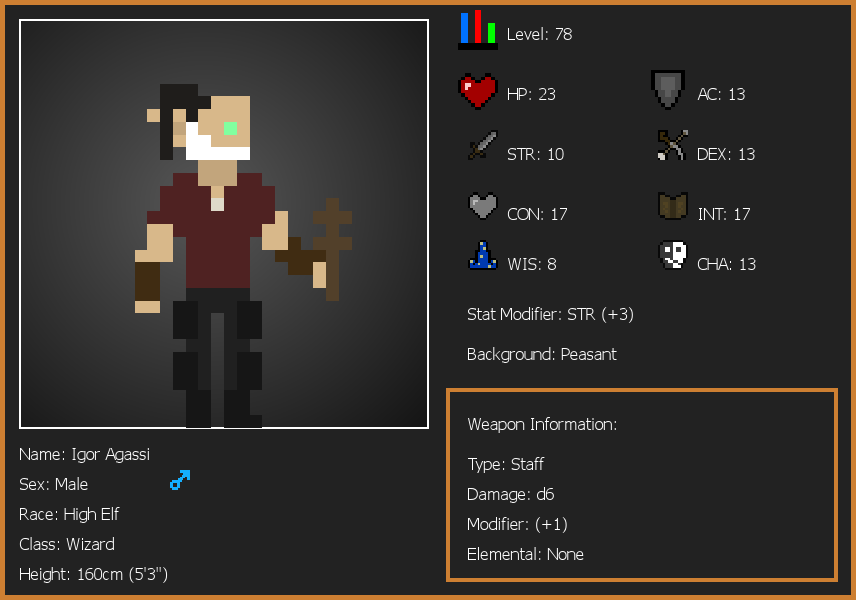 Level: 78
HP: 23
AC: 13
STR: 10
DEX: 13
CON: 17
INT: 17
WIS: 8
CHA: 13
Stat Modifier: STR (+3)
Background: Peasant
Weapon Information:
Type: Staff
Damage: d6
Modifier: (+1)
Elemental: None
Name: Igor Agassi
Sex: Male
Race: High Elf
Class: Wizard
Height: 160cm (5'3")